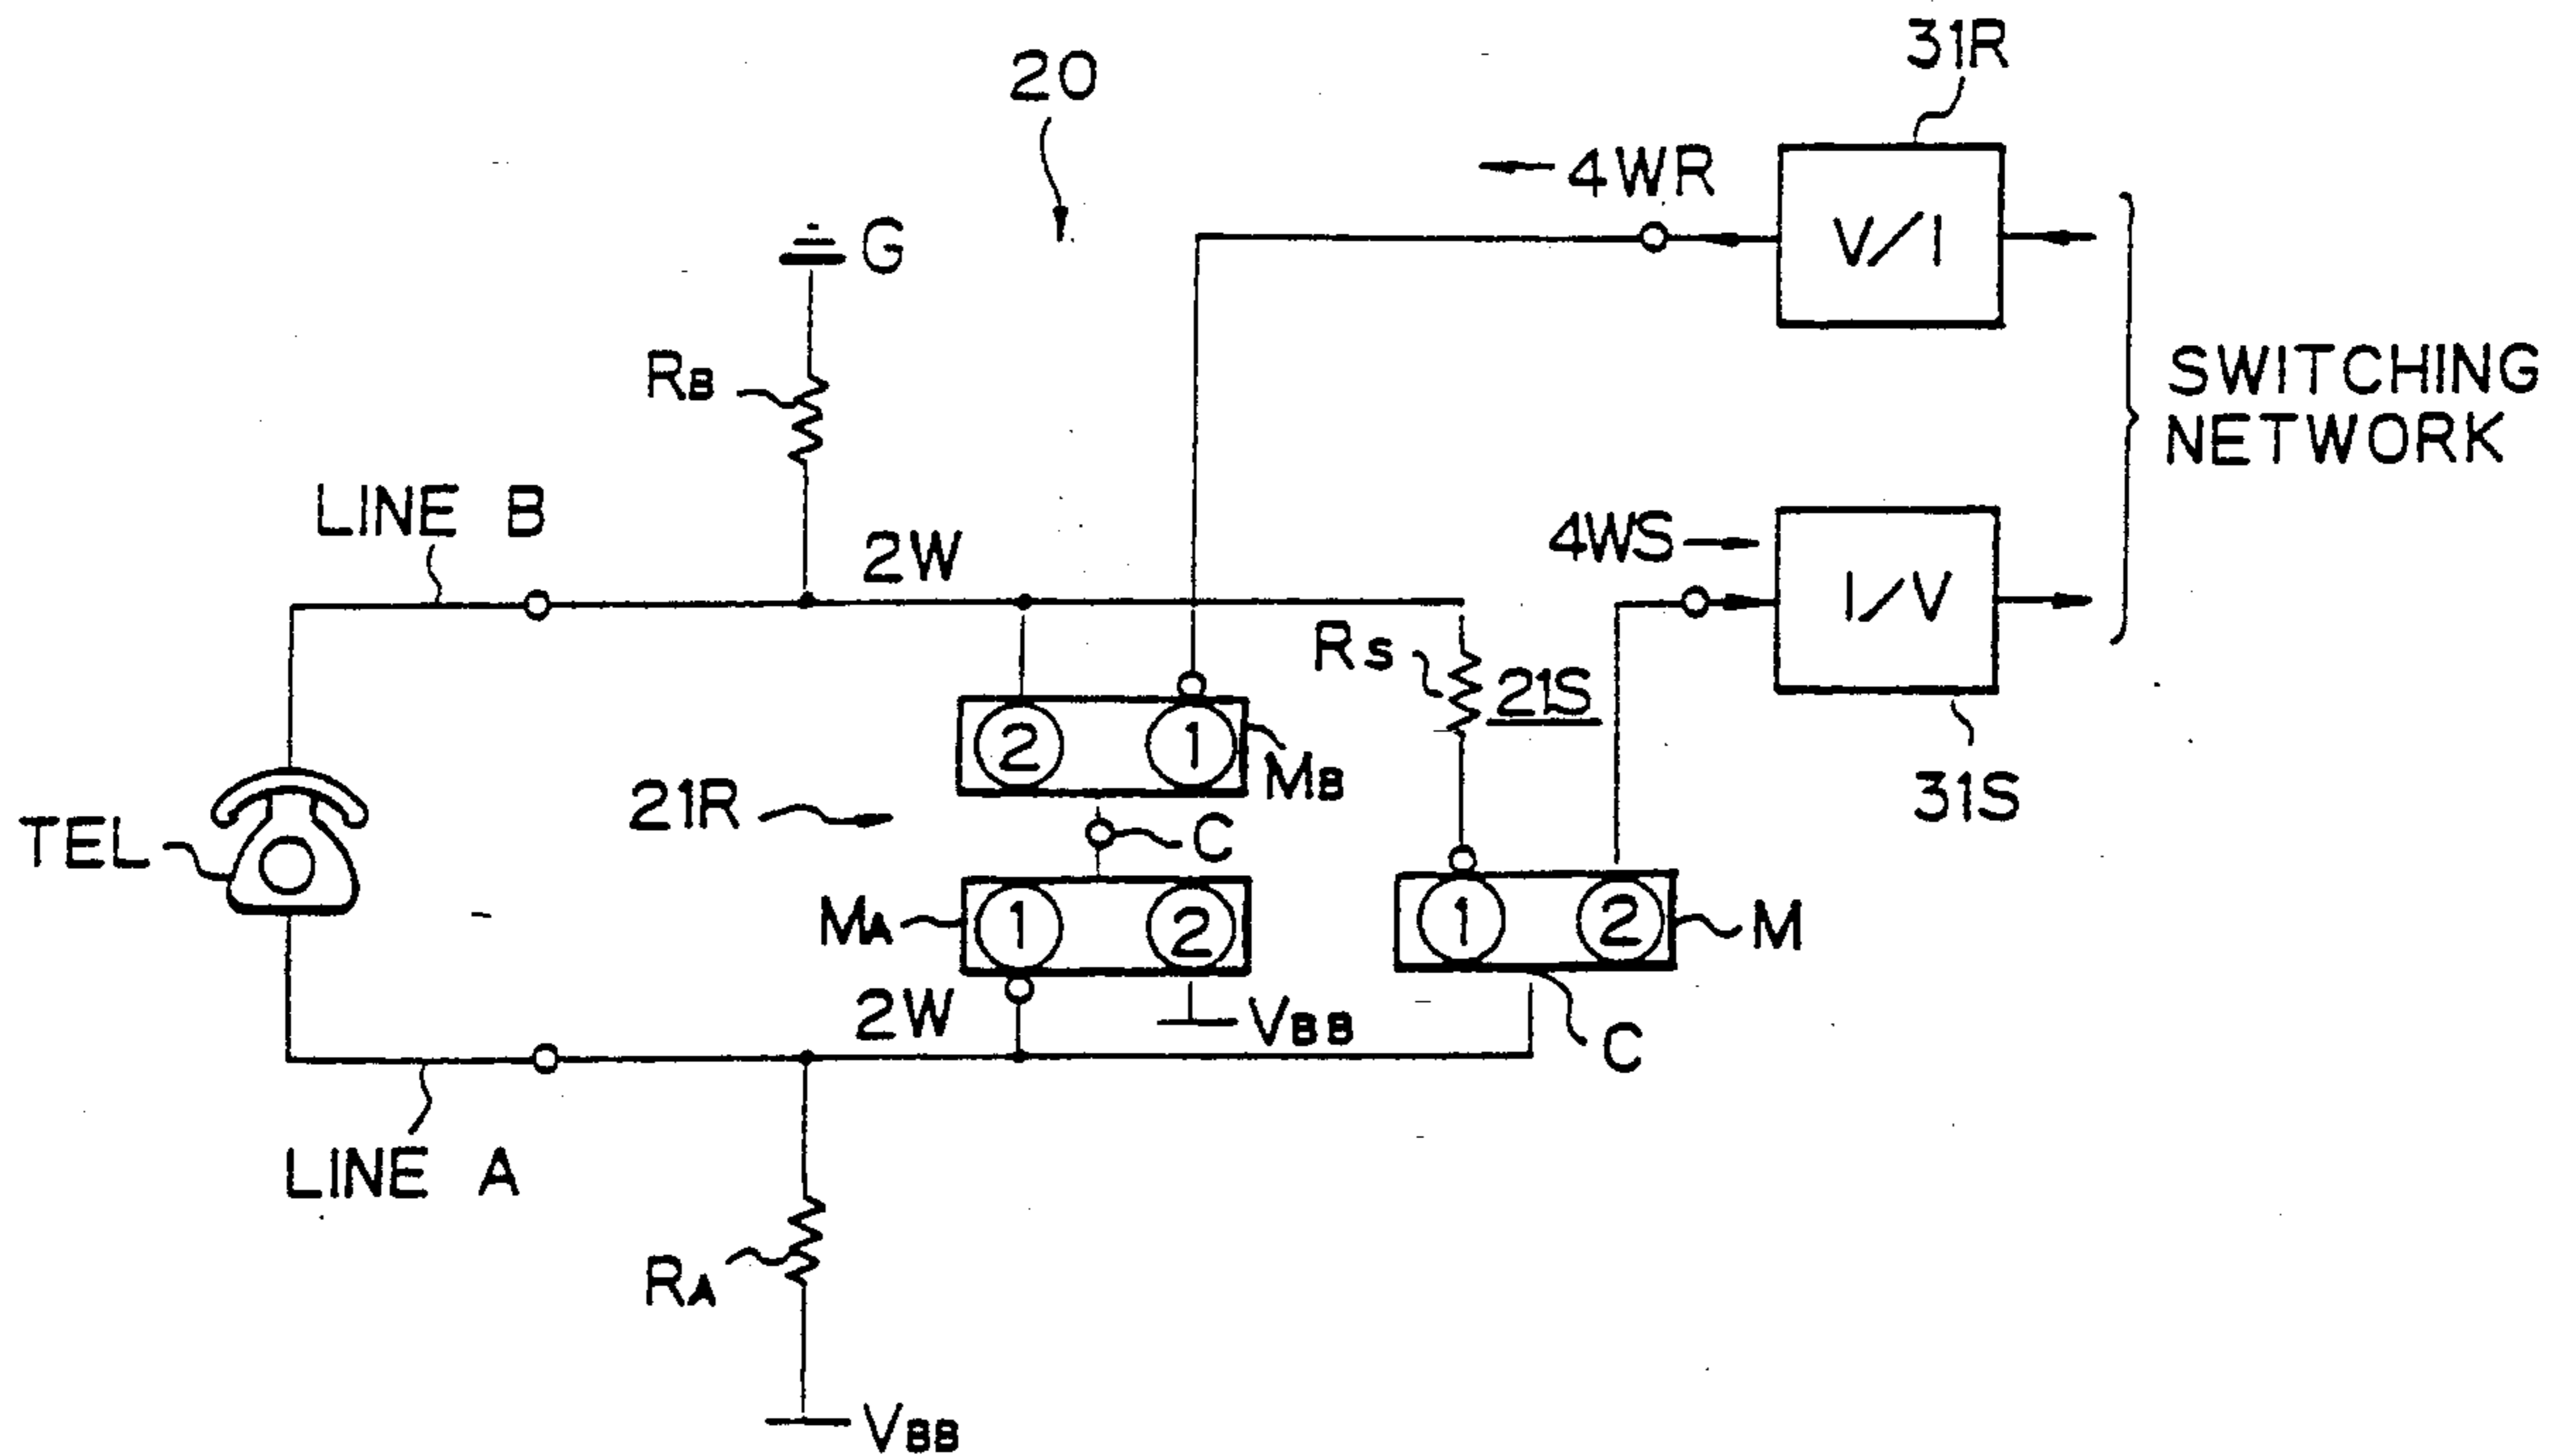 31R
20
4WR
V/I
G
SWITCHING
NETWORK
RB
LINE B
2W
4WS
I/V
RS
21S
2
1
MB
21R
31S
TEL
C
MA
1
2
1
2
M
2W
VBB
C
LINE A
RA
VBB